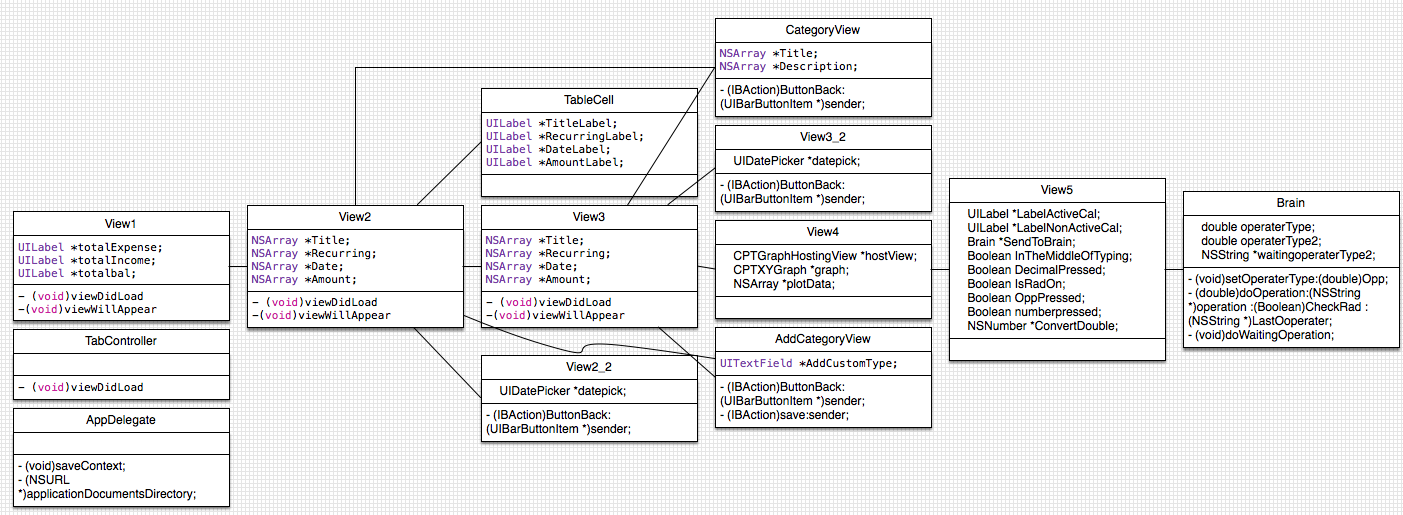 CategoryView
NSArray *Title;
NSArray *Description;
- (IBAction)ButtonBack:
(UIBarButtonItem *)sender;
TableCell
UILabel *TitleLabel;
UILabel *RecurringLabel;
UILabel *DateLabel;
UILabel *AmountLabel;
View3_2
UIDatePicker *datepick;
- (IBAction)ButtonBack:
(UIBarButtonItem *)sender;
View1
UILabel *totalExpense;
UILabel *totalIncome;
UILabel *totalbal;
- (void)viewDidLoad
-(void)viewWillAppear
View2
NSArray *Title;
NSArray *Recurring;
NSArray *Date;
NSArray *Amount;
- (void)viewDidLoad
-(void)viewWillAppear
View3
NSArray *Title;
NSArray *Recurring;
NSArray *Date;
NSArray *Amount;
- (void)viewDidLoad
-(void)viewWillAppear
View4
CPTGraphHostingView *hostView;
CPTXYGraph *graph;
NSArray *plotData;
View5
UILabel *LabelActiveCal;
UILabel *LabelNonActiveCal;
Brain *SendToBrain;
Boolean InTheMiddleOfTyping;
Boolean DecimalPressed;
Boolean IsRadOn;
Boolean OppPressed;
Boolean numberpressed;
NSNumber *ConvertDouble;
Brain
double operaterType;
double operaterType2;
NSString *waitingoperaterType2;
- (void)setOperaterType:(double)Opp;
- (double)doOperation:(NSString
*)operation :(Boolean)CheckRad :
(NSString *)LastOoperater;
- (void)doWaitingOperation;
TabController
- (void)viewDidLoad
AppDelegate
- (void)saveContext;
- (NSURL
*)applicationDocumentsDirectory;
View2_2
UIDatePicker *datepick;
- (IBAction)ButtonBack:
(UIBarButtonItem *)sender;
AddCategoryView
UITextField *AddCustomType;
- (IBAction)ButtonBack:
(UIBarButtonItem *)sender;
- (IBAction)save:sender;